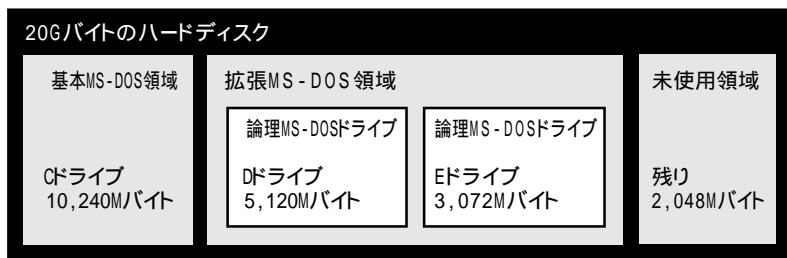 20Gバイトのハードディスク
基本MS-DOS領域
Cドライブ
10,240Mバイト
拡張MS-DOS領域
論理MS-DOSドライブ
Dドライブ
5,120Mバイト
論理MS-DOSドライブ
Eドライブ
3,072Mバイト
未使用領域
残り
2,048Mバイト